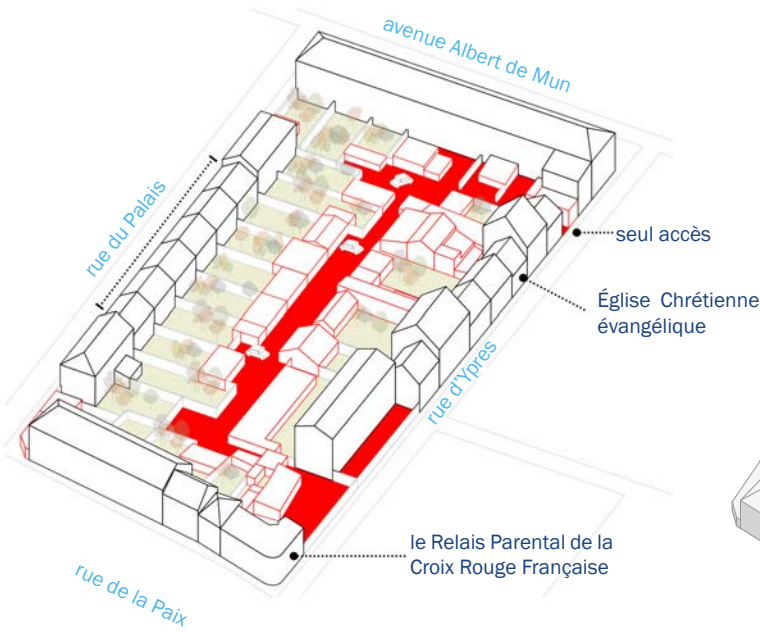 avenue Albert de Mun
rue du Palais
seul accès
Église Chrétienne
évangélique
rue d'Ypres
le Relais Parental de la
Croix Rouge Française
rue de la Paix